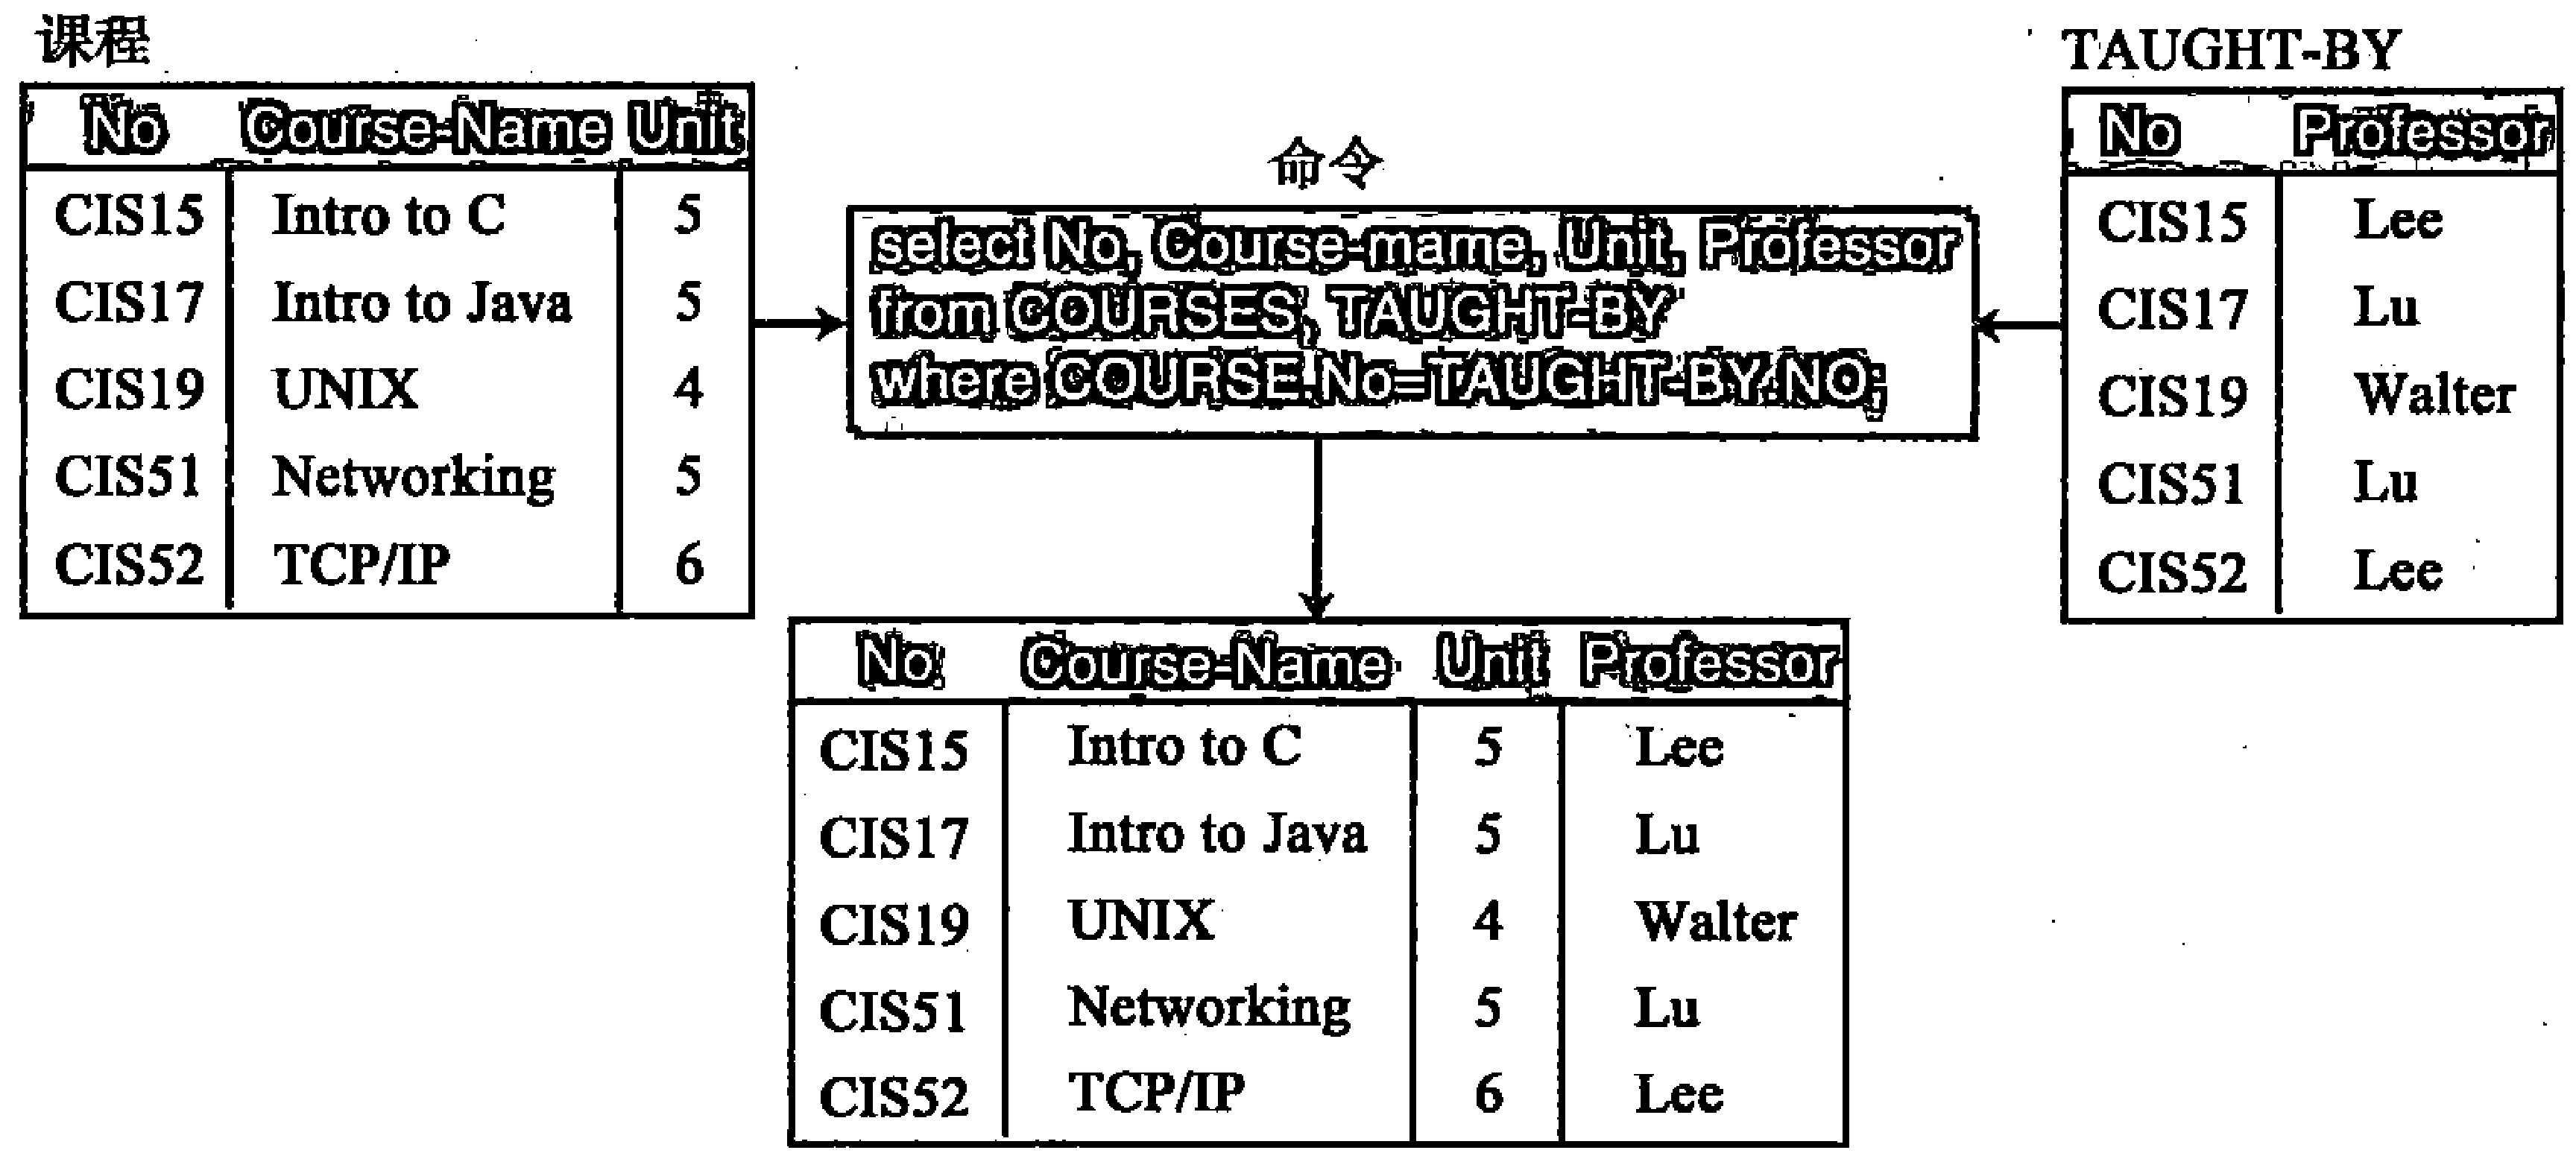 课程
No Course-Name Unit
CIS15 Intro to C 5
CIS17 Intro to Java 5
CIS19 UNIX 4
CIS51 Networking 5
CIS52 TCP/IP 6
命令
select No, Course-mame, Unit, Professor
from COURSES, TAUGHT-BY
where COURSE.No=TAUGHT-BY.NO;
TAUGHT-BY
No Professor
CIS15 Lee
CIS17 Lu
CIS19 Walter
CIS51 Lu
CIS52 Lee
No Course-Name Unit Professor
CIS15 Intro to C 5 Lee
CIS17 Intro to Java 5 Lu
CIS19 UNIX 4 Walter
CIS51 Networking 5 Lu
CIS52 TCP/IP 6 Lee